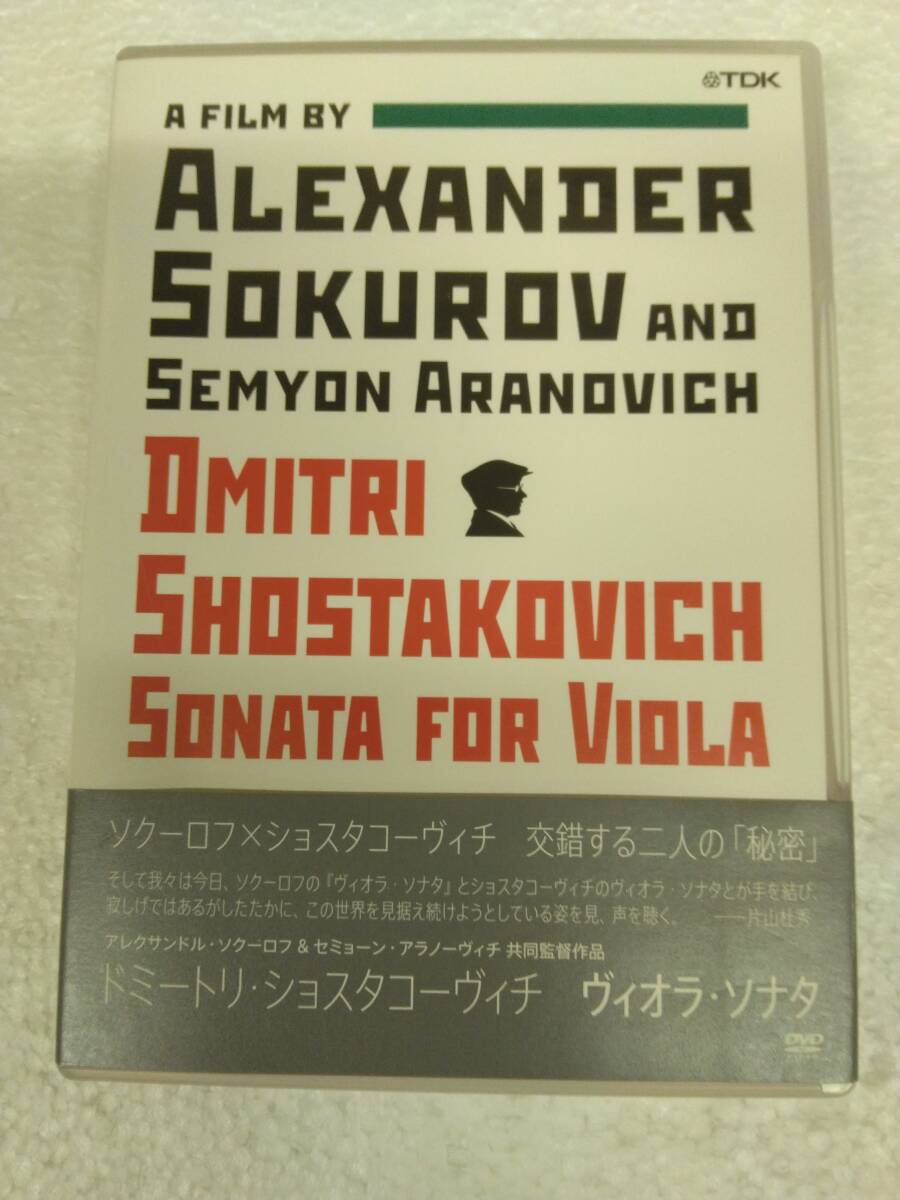 TDK
A FILM BY
ALEXANDER
SOKUROV AND
SEMYON ARANOVICH
DMITRI
SHOSTAKOVICH
SONATA FOR VIOLA
ソクーロフ×ショスタコーヴィチ 交錯する二人の「秘密」
そして我々は今日、ソクーロフの『ヴィオラ・ソナタ』とショスタコーヴィチのヴィオラ・ソナタとが手を結び
寂しげではあるがしたたかに、この世界を見据え続けようとしている姿を見、声を聴く。 ――片山杜秀
アレクサンドル・ソクーロフ & セミョーン・アラノーヴィチ 共同監督作品
ドミートリ・ショスタコーヴィチ ヴィオラ・ソナタ
DVD